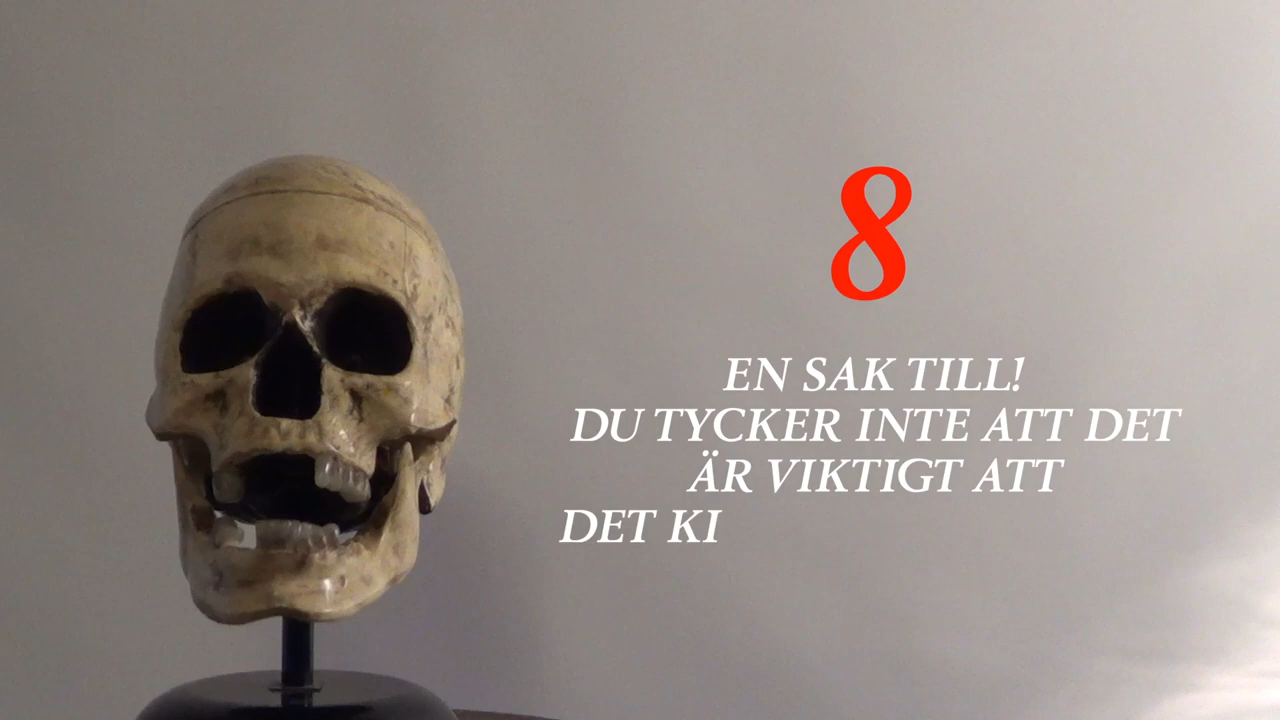 8
EN SAK TILL!
DU TYCKER INTE ATT DET
ÄR VIKTIGT ATT
DET KI